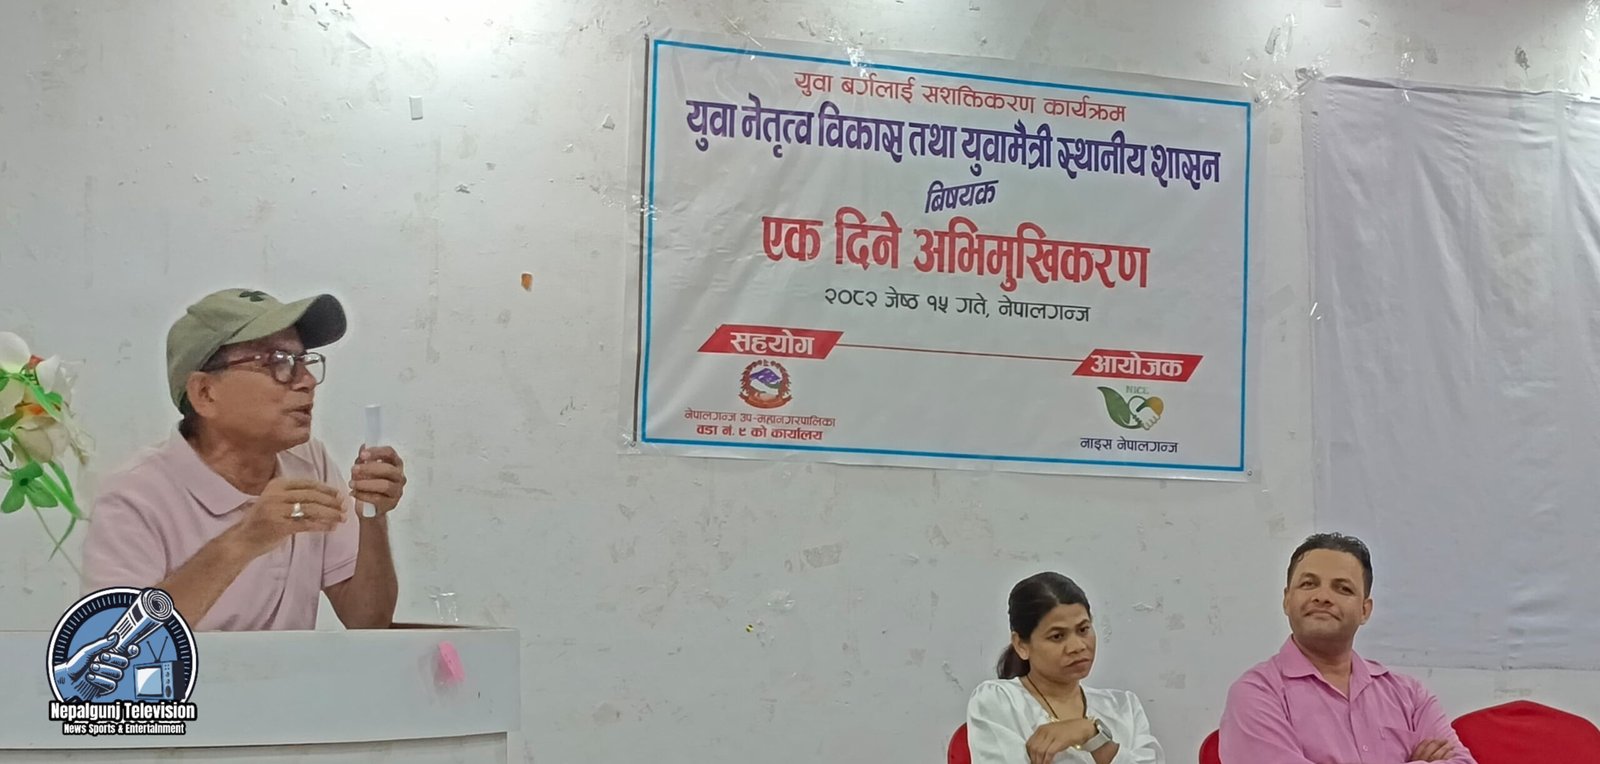 युवा बर्गलाई सशक्तिकरण कार्यक्रम
युवा नेतृत्व विकास तथा युवामैत्री स्थानीय शासन
बिषयक
एक दिने अभिमुखिकरण
२०८२ जेष्ठ १५ गते, नेपालगन्ज
सहयोग
आयोजक
NICE
नेपालगन्ज उप-महानगरपालिका
वडा नं. ९ को कार्यालय
नाइस नेपालगन्ज
Nepalgunj Television
News Sports & Entertainment